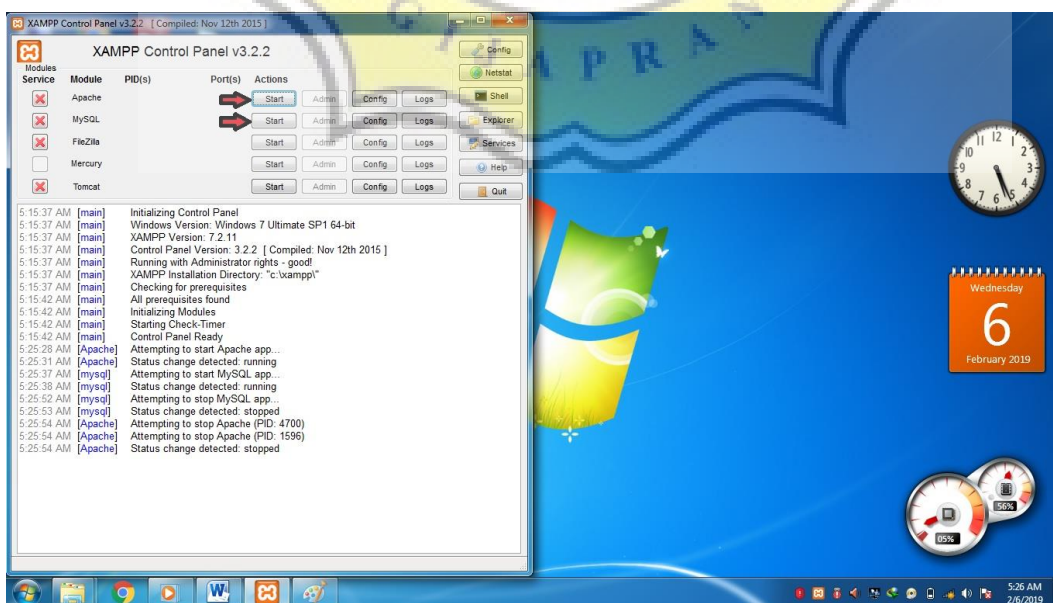 XAMPP Control Panel v3.2.2 [ Compiled: Nov 12th 2015 ]
XAMPP Control Panel v3.2.2
Config
Netstat
Shell
Explorer
Services
Help
Quit
Modules
Service Module PID(s) Port(s) Actions
Apache Start Admin Config Logs
MySQL Start Admin Config Logs
FileZilla Start Admin Config Logs
Mercury Start Admin Config Logs
Tomcat Start Admin Config Logs
5:15:37 AM [main] Initializing Control Panel
5:15:37 AM [main] Windows Version: Windows 7 Ultimate SP1 64-bit
5:15:37 AM [main] XAMPP Version: 7.2.11
5:15:37 AM [main] Control Panel Version: 3.2.2 [ Compiled: Nov 12th 2015 ]
5:15:37 AM [main] Running with Administrator rights - good!
5:15:37 AM [main] XAMPP Installation Directory: "c:\xampp\"
5:15:37 AM [main] Checking for prerequisites
5:15:42 AM [main] All prerequisites found
5:15:42 AM [main] Initializing Modules
5:15:42 AM [main] Starting Check-Timer
5:15:42 AM [main] Control Panel Ready
5:25:28 AM [Apache] Attempting to start Apache app...
5:25:31 AM [Apache] Status change detected: running
5:25:37 AM [mysql] Attempting to start MySQL app...
5:25:38 AM [mysql] Status change detected: running
5:25:52 AM [mysql] Attempting to stop MySQL app...
5:25:53 AM [mysql] Status change detected: stopped
5:25:54 AM [Apache] Attempting to stop Apache (PID: 4700)
5:25:54 AM [Apache] Attempting to stop Apache (PID: 1596)
5:25:54 AM [Apache] Status change detected: stopped
12
1
2
3
4
5
6
7
8
9
10
11
Wednesday
6
February 2019
56%
05%
5:26 AM
2/6/2019